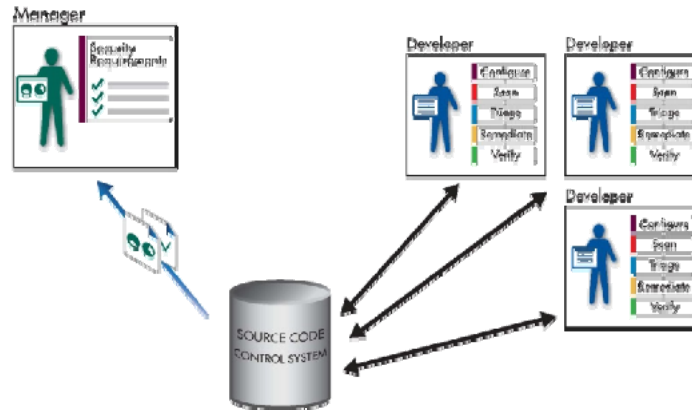 Manager
Security
Requirements
Developer
Configure
Scan
Triage
Remediate
Verify
Developer
Configure
Scan
Triage
Remediate
Verify
Developer
Configure
Scan
Triage
Remediate
Verify
SOURCE CODE
CONTROL SYSTEM